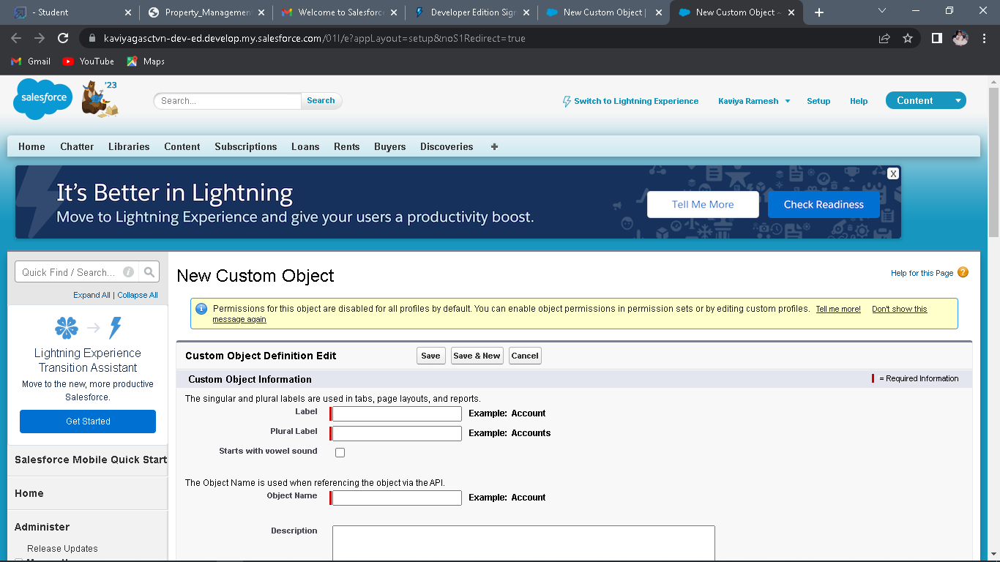 - Student
Property_Managemen
Welcome to Salesforc
Developer Edition Sig
New Custom Object |
New Custom Object ~
kaviyagasctvn-dev-ed.develop.my.salesforce.com/01I/e?appLayout=setup&noS1Redirect=true
Gmail
YouTube
Maps
salesforce
'23
Search...
Search
Switch to Lightning Experience
Kaviya Ramesh
Setup
Help
Content
Home
Chatter
Libraries
Content
Subscriptions
Loans
Rents
Buyers
Discoveries
+
It's Better in Lightning
Move to Lightning Experience and give your users a productivity boost.
Tell Me More
Check Readiness
X
Quick Find / Search...
Expand All | Collapse All
Lightning Experience
Transition Assistant
Move to the new, more productive
Salesforce.
Get Started
Salesforce Mobile Quick Start
Home
Administer
Release Updates
New Custom Object
Help for this Page
Permissions for this object are disabled for all profiles by default. You can enable object permissions in permission sets or by editing custom profiles. Tell me more! Don't show this
message again
Custom Object Definition Edit
Save
Save & New
Cancel
Custom Object Information
= Required Information
The singular and plural labels are used in tabs, page layouts, and reports.
Label
Example: Account
Plural Label
Example: Accounts
Starts with vowel sound
The Object Name is used when referencing the object via the API.
Object Name
Example: Account
Description